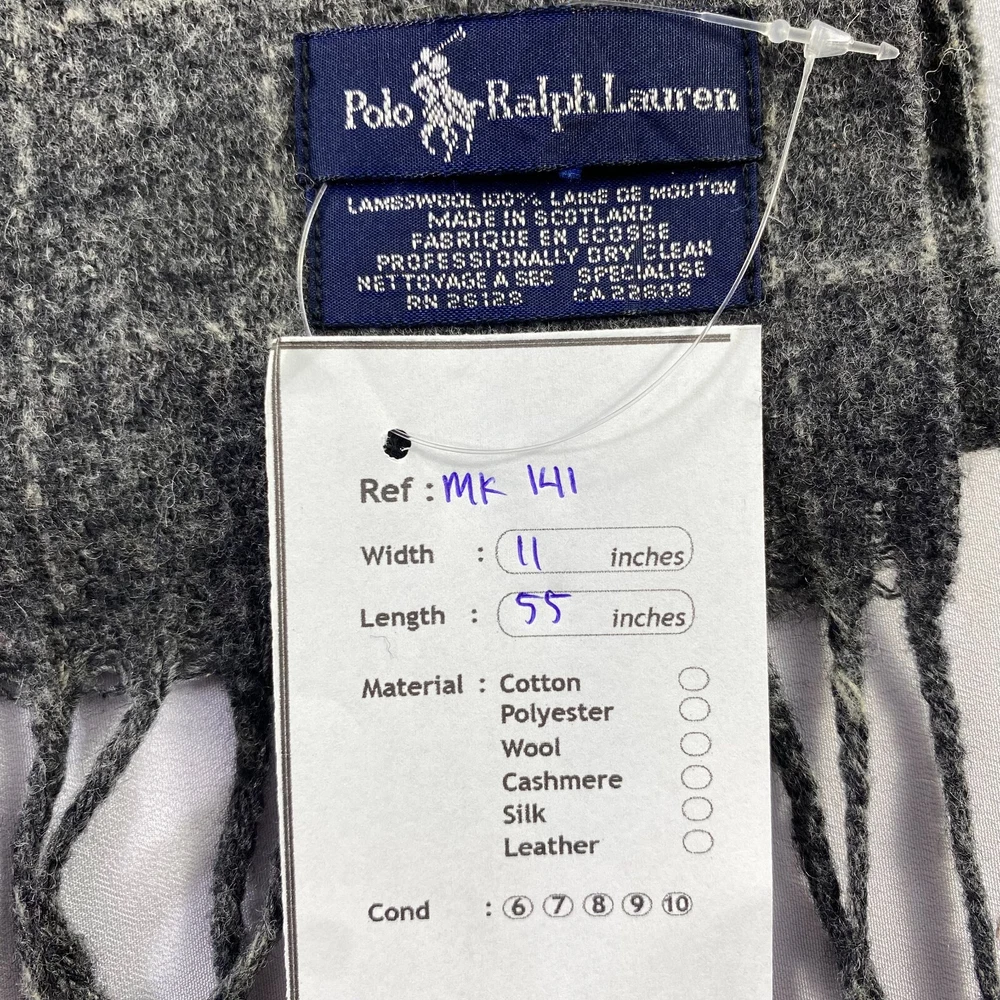 Polo Ralph Lauren
LAMBSWOOL 100% LAINE DE MOUTON
MADE IN SCOTLAND
FABRIQUE EN ECOSSE
PROFESSIONALLY DRY CLEAN
NETTOYAGE A SES SPECIALISE
RN 26128 CA 22808
Ref : MK 141
Width : 11 inches
Length : 55 inches
Material : Cotton
Polyester
Wool
Cashmere
Silk
Leather
Cond : 6 7 8 9 10